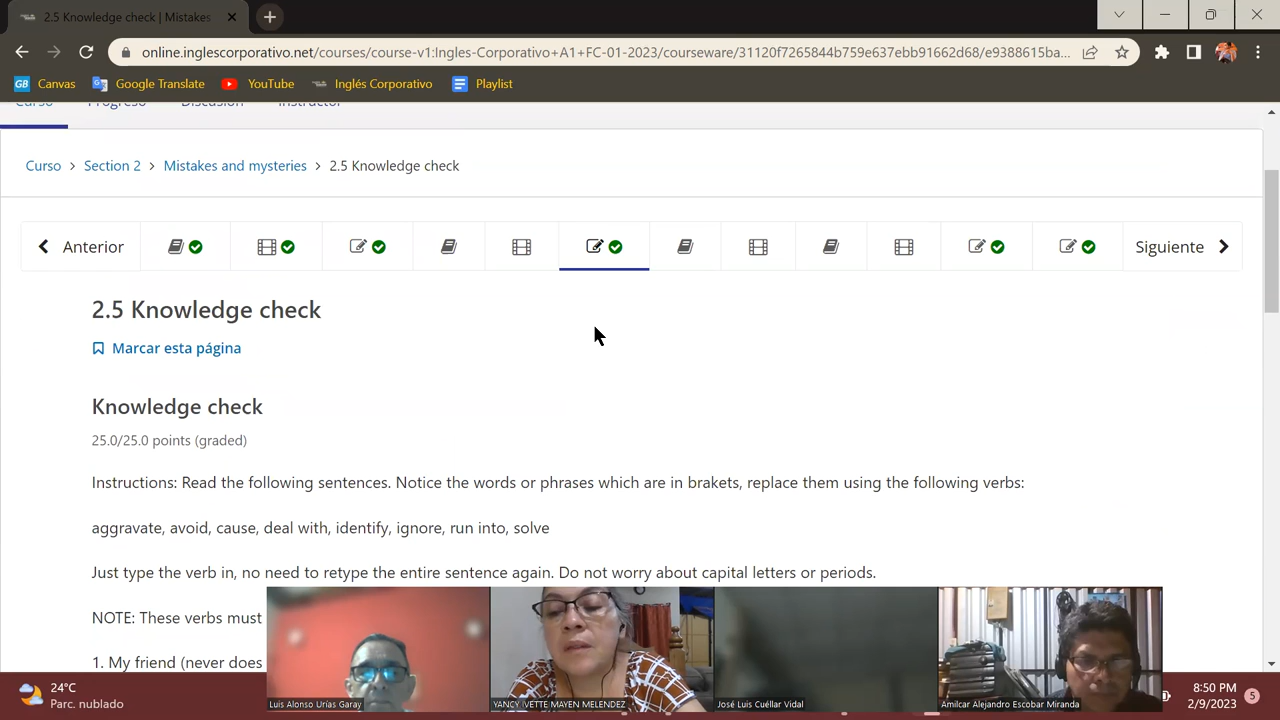 2.5 Knowledge check | Mistakes
online.inglescorporativo.net/courses/course-v1:Ingles-Corporativo+A1+FC-01-2023/courseware/31120f7265844b759e637ebb91662d68/e9388615ba...
GB Canvas Google Translate YouTube Inglés Corporativo Playlist
Curso Progreso Discusión Instructor
Curso > Section 2 > Mistakes and mysteries > 2.5 Knowledge check
Anterior Siguiente
2.5 Knowledge check
Marcar esta página
Knowledge check
25.0/25.0 points (graded)
Instructions: Read the following sentences. Notice the words or phrases which are in brakets, replace them using the following verbs:
aggravate, avoid, cause, deal with, identify, ignore, run into, solve
Just type the verb in, no need to retype the entire sentence again. Do not worry about capital letters or periods.
NOTE: These verbs must
1. My friend (never does
Luis Alonso Urías Garay YANCY IVETTE MAYEN MELENDEZ José Luis Cuéllar Vidal Amilcar Alejandro Escobar Miranda
24°C
Parc. nublado
8:50 PM
2/9/2023
5